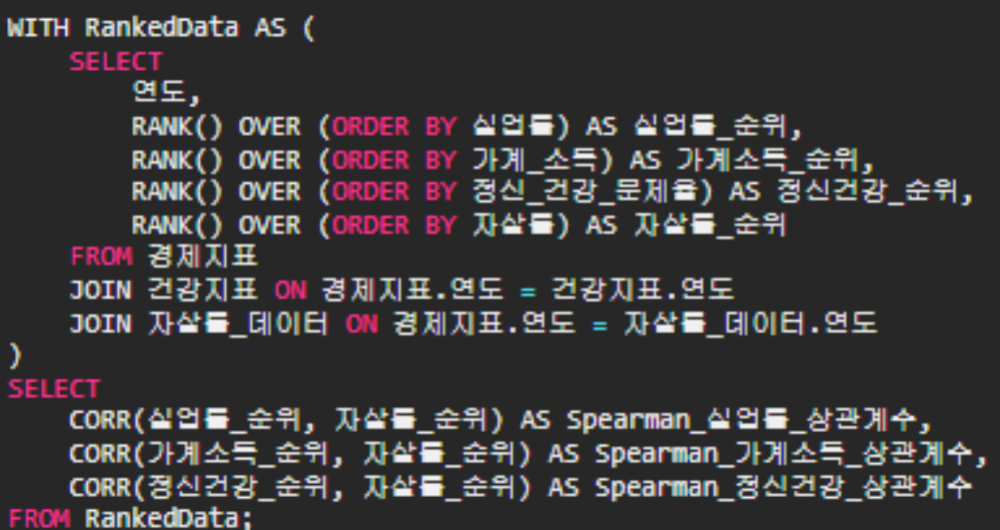 WITH RankedData AS (
    SELECT
        연도,
        RANK() OVER (ORDER BY 실업률) AS 실업률_순위,
        RANK() OVER (ORDER BY 가계_소득) AS 가계소득_순위,
        RANK() OVER (ORDER BY 정신_건강_문제율) AS 정신건강_순위,
        RANK() OVER (ORDER BY 자살률) AS 자살률_순위
    FROM 경제지표
    JOIN 건강지표 ON 경제지표.연도 = 건강지표.연도
    JOIN 자살률_데이터 ON 경제지표.연도 = 자살률_데이터.연도
)
SELECT
    CORR(실업률_순위, 자살률_순위) AS Spearman_실업률_상관계수,
    CORR(가계소득_순위, 자살률_순위) AS Spearman_가계소득_상관계수,
    CORR(정신건강_순위, 자살률_순위) AS Spearman_정신건강_상관계수
FROM RankedData;